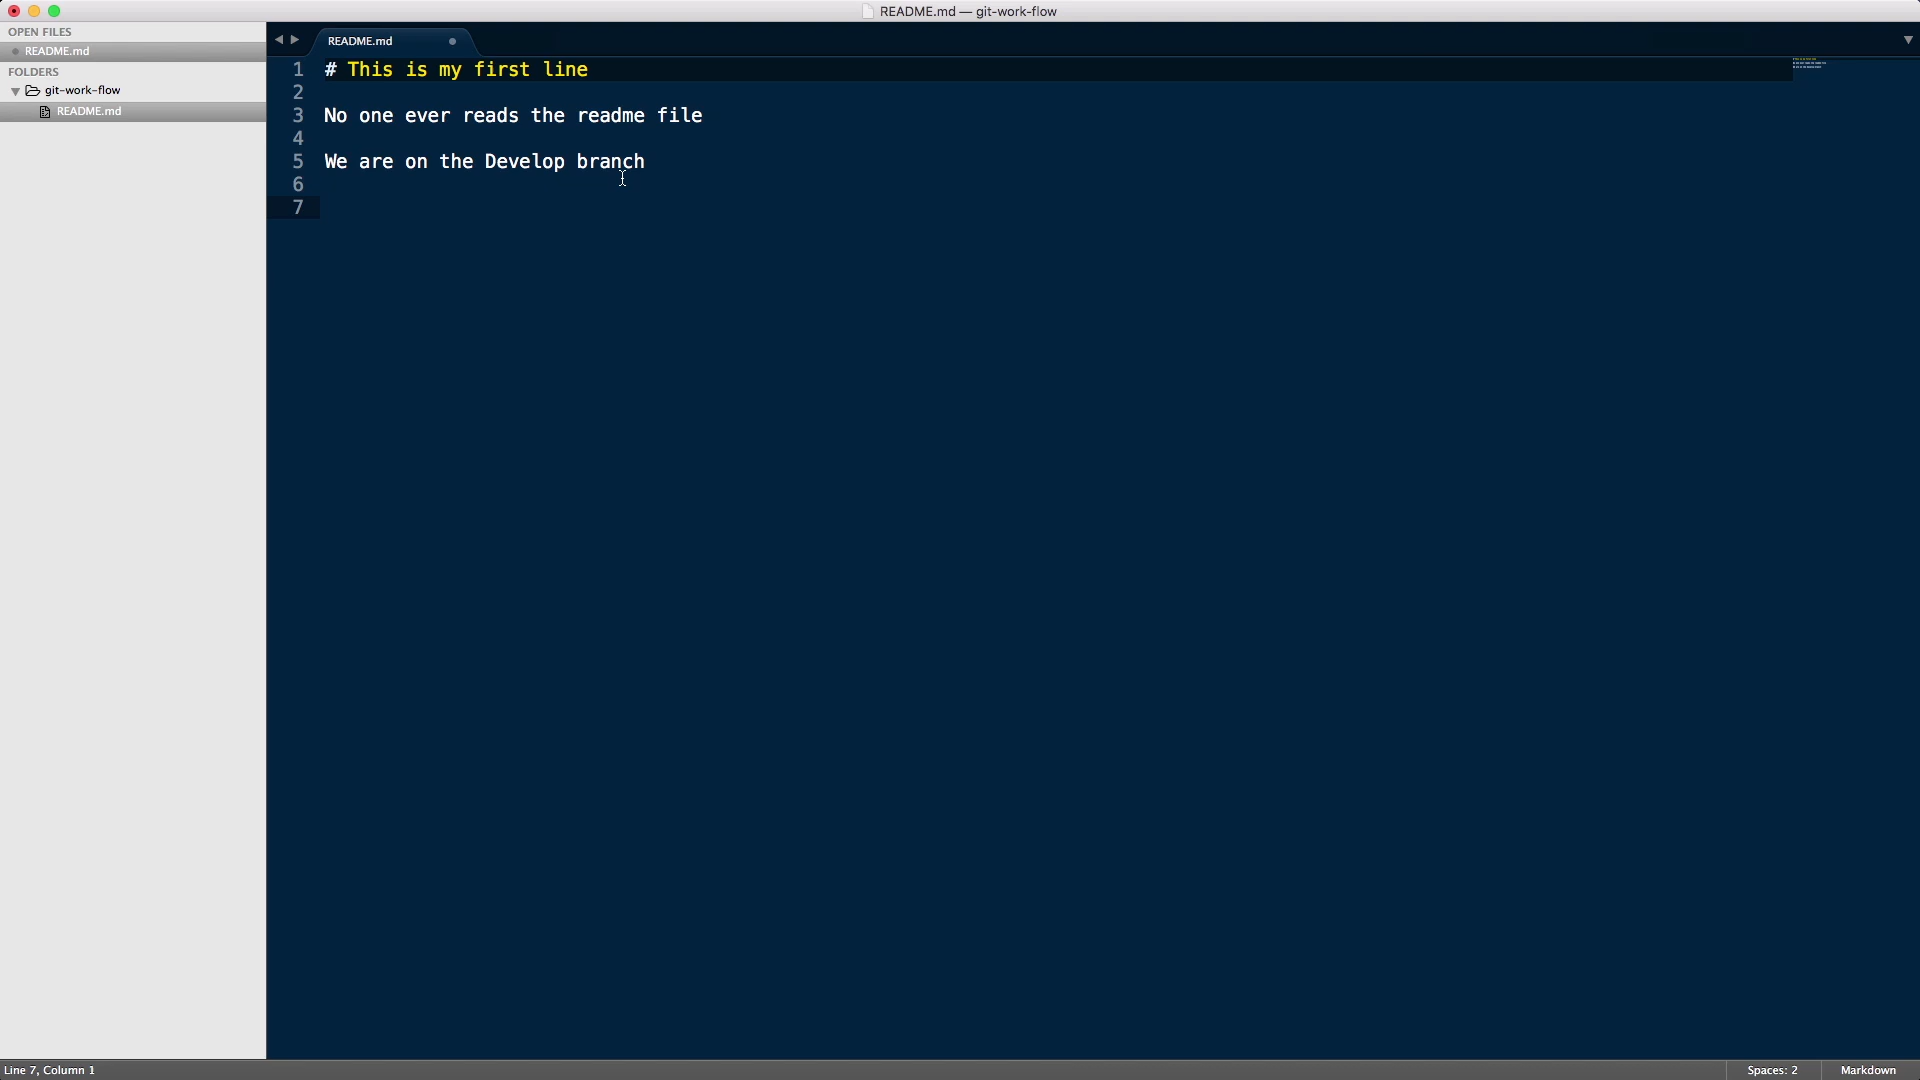 README.md — git-work-flow
OPEN FILES
README.md
FOLDERS
git-work-flow
README.md
README.md
1 # This is my first line
2
3 No one ever reads the readme file
4
5 We are on the Develop branch
6
7
Line 7, Column 1
Spaces: 2
Markdown